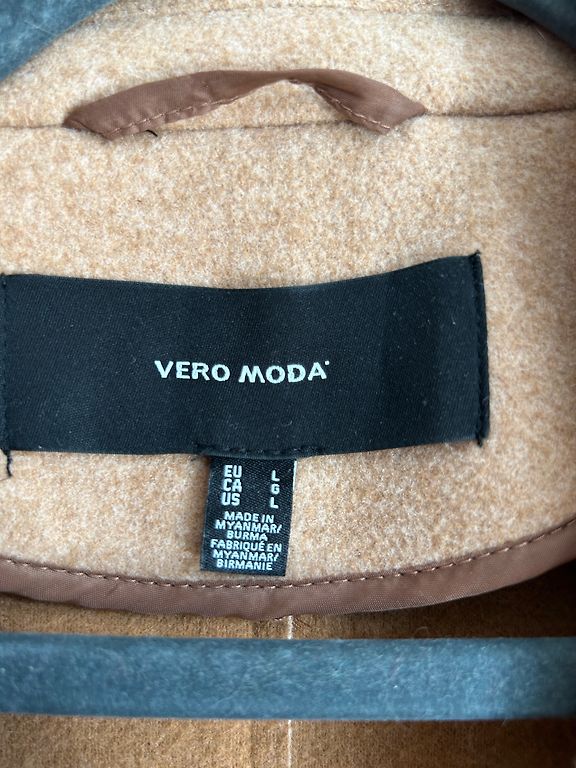 VERO MODA
EU L
CA G
US L
MADE IN
MYANMAR/
BURMA
FABRIQUÉ EN
MYANMAR/
BIRMANIE